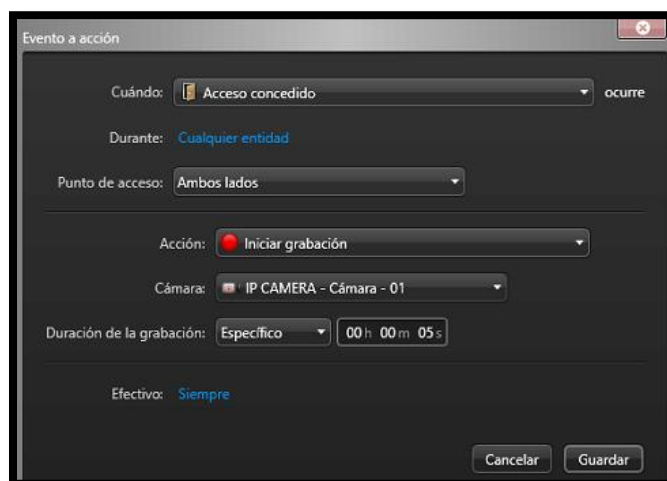 Evento a acción
Cuándo: Acceso concedido ocurre
Durante: Cualquier entidad
Punto de acceso: Ambos lados
Acción: Iniciar grabación
Cámara: IP CAMERA - Cámara - 01
Duración de la grabación: Específico 00h 00m 05s
Efectivo: Siempre
Cancelar Guardar